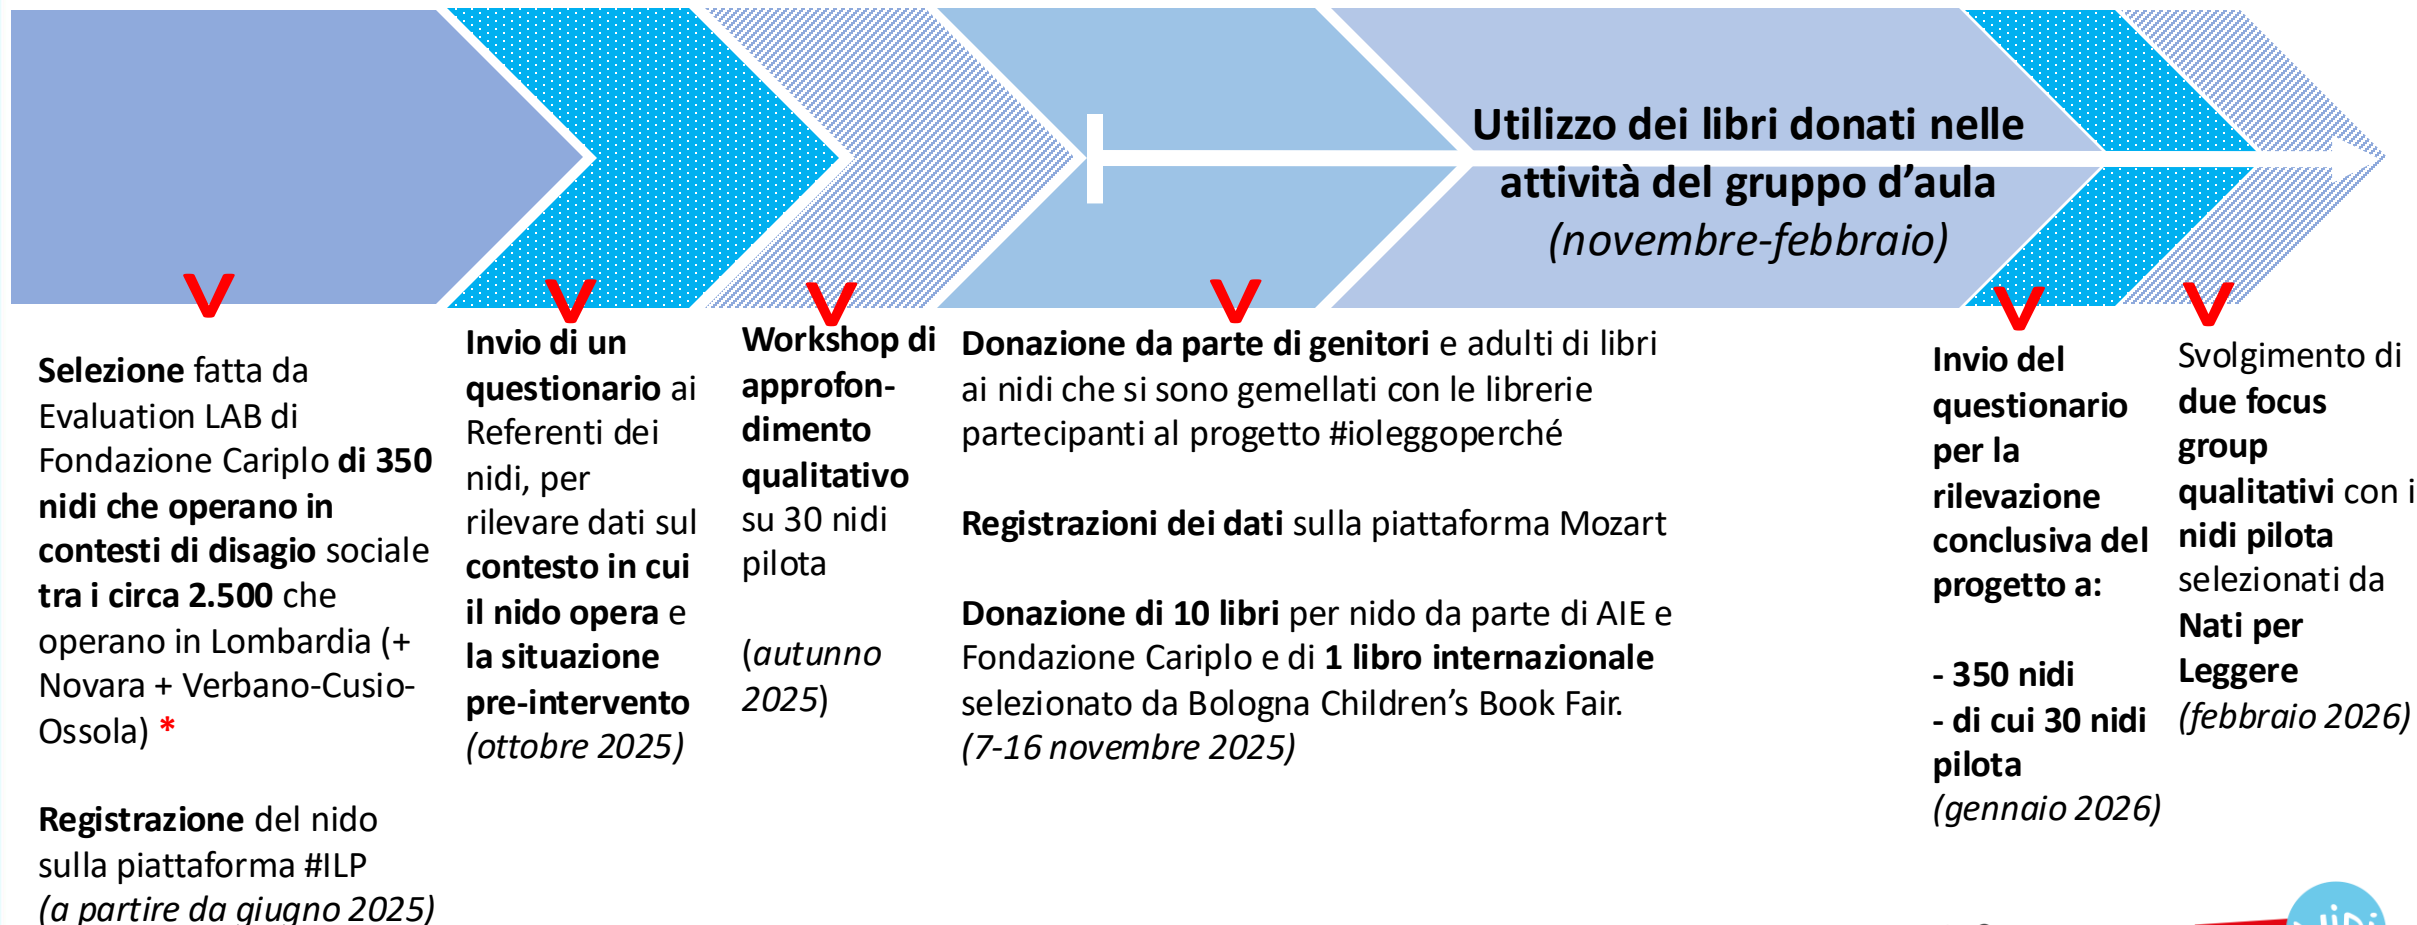 Utilizzo dei libri donati nelle
attività del gruppo d’aula
(novembre-febbraio)
Selezione fatta da
Evaluation LAB di
Fondazione Cariplo di 350
nidi che operano in
contesti di disagio sociale
tra i circa 2.500 che
operano in Lombardia (+
Novara + Verbano-Cusio-
Ossola) *
Registrazione del nido
sulla piattaforma #ILP
(a partire da giugno 2025)
Invio di un
questionario ai
Referenti dei
nidi, per
rilevare dati sul
contesto in cui
il nido opera e
la situazione
pre-intervento
(ottobre 2025)
Workshop di
approfon-
dimento
qualitativo
su 30 nidi
pilota
(autunno
2025)
Donazione da parte di genitori e adulti di libri
ai nidi che si sono gemellati con le librerie
partecipanti al progetto #ioleggoperché
Registrazioni dei dati sulla piattaforma Mozart
Donazione di 10 libri per nido da parte di AIE e
Fondazione Cariplo e di 1 libro internazionale
selezionato da Bologna Children’s Book Fair.
(7-16 novembre 2025)
Invio del
questionario
per la
rilevazione
conclusiva del
progetto a:
- 350 nidi
- di cui 30 nidi
pilota
(gennaio 2026)
Svolgimento di
due focus
group
qualitativi con i
nidi pilota
selezionati da
Nati per
Leggere
(febbraio 2026)